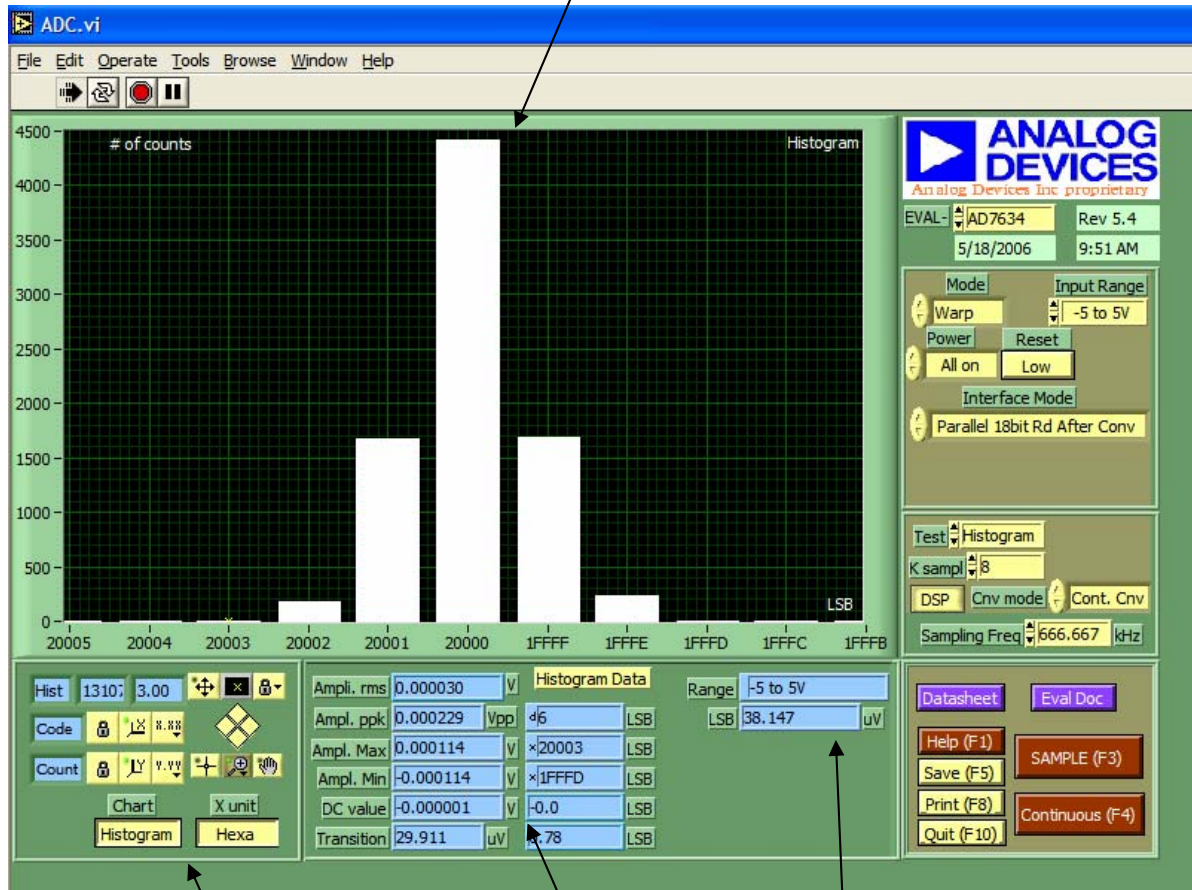 ADC.vi
File Edit Operate Tools Browse Window Help
4500
# of counts
Histogram
4000
3500
3000
2500
2000
1500
1000
500
0
LSB
20005 20004 20003 20002 20001 20000 1FFFF 1FFFE 1FFFD 1FFFC 1FFFB
ANALOG
DEVICES
Analog Devices Inc proprietary
EVAL- AD7634 Rev 5.4
5/18/2006 9:51 AM
Mode Input Range
Warp -5 to 5V
Power Reset
All on Low
Interface Mode
Parallel 18bit Rd After Conv
Test Histogram
K sampl 8
DSP Cnv mode Cont. Cnv
Sampling Freq 666.667 kHz
Hist 13107 3.00
Code
Count
Chart X unit
Histogram Hexa
Histogram Data
Ampli. rms 0.000030 V
Ampl. ppk 0.000229 Vpp d6 LSB
Ampl. Max 0.000114 V x20003 LSB
Ampl. Min -0.000114 V x1FFFD LSB
DC value -0.000001 V -0.0 LSB
Transition 29.911 uV .78 LSB
Range -5 to 5V
LSB 38.147 uV
Datasheet Eval Doc
Help (F1)
Save (F5)
Print (F8)
Quit (F10)
SAMPLE (F3)
Continuous (F4)